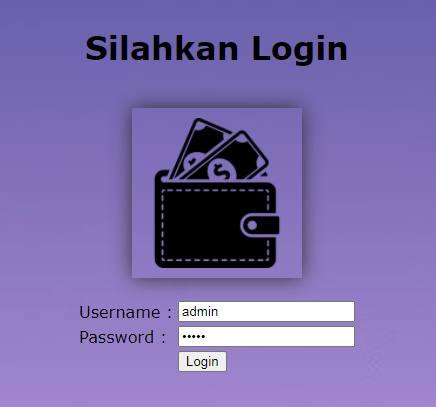 Silahkan Login
$
$
Username : admin
Password : •••••
Login